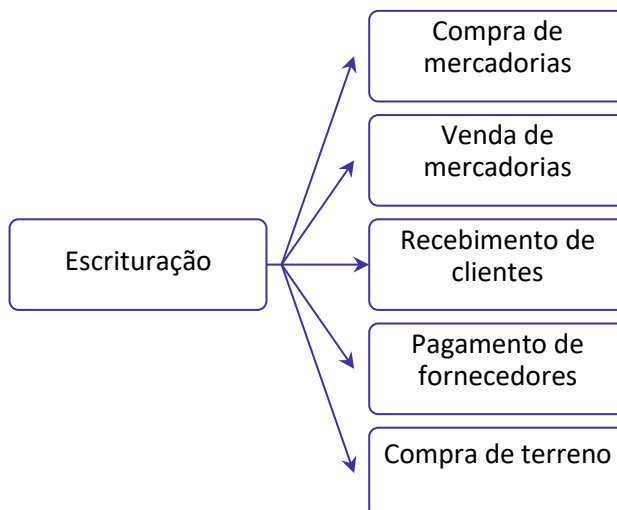 Compra de
mercadorias
Venda de
mercadorias
Escrituração
Recebimento de
clientes
Pagamento de
fornecedores
Compra de terreno